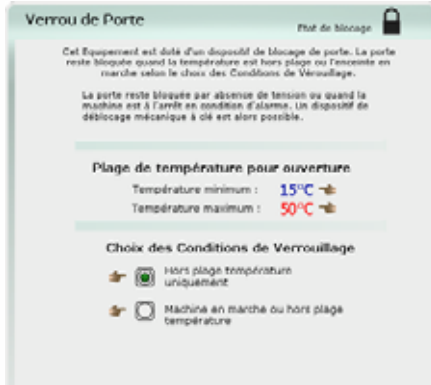 Verrou de Porte
Etat de blocage
Cet Equipement est doté d'un dispositif de blocage de porte. La porte
reste bloquée quand la température est hors plage ou l'enceinte en
marche selon le choix des Conditions de Vérouillage.
La porte reste bloquée par absence de tension ou quand la
machine est à l'arrêt en condition d'alarme. Un dispositif de
déblocage mécanique à clé est alors possible.
Plage de température pour ouverture
Température minimum : 15°C
Température maximum : 50°C
Choix des Conditions de Verrouillage
Hors plage température
uniquement
Machine en marche ou hors plage
température